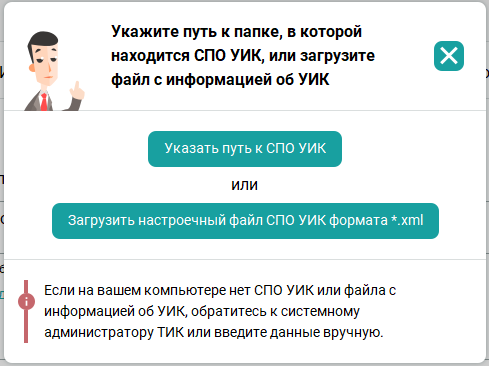 Укажите путь к папке, в которой
находится СПО УИК, или загрузите
файл с информацией об УИК
Указать путь к СПО УИК
или
Загрузить настроечный файл СПО УИК формата *.xml
Если на вашем компьютере нет СПО УИК или файла с
информацией об УИК, обратитесь к системному
администратору ТИК или введите данные вручную.